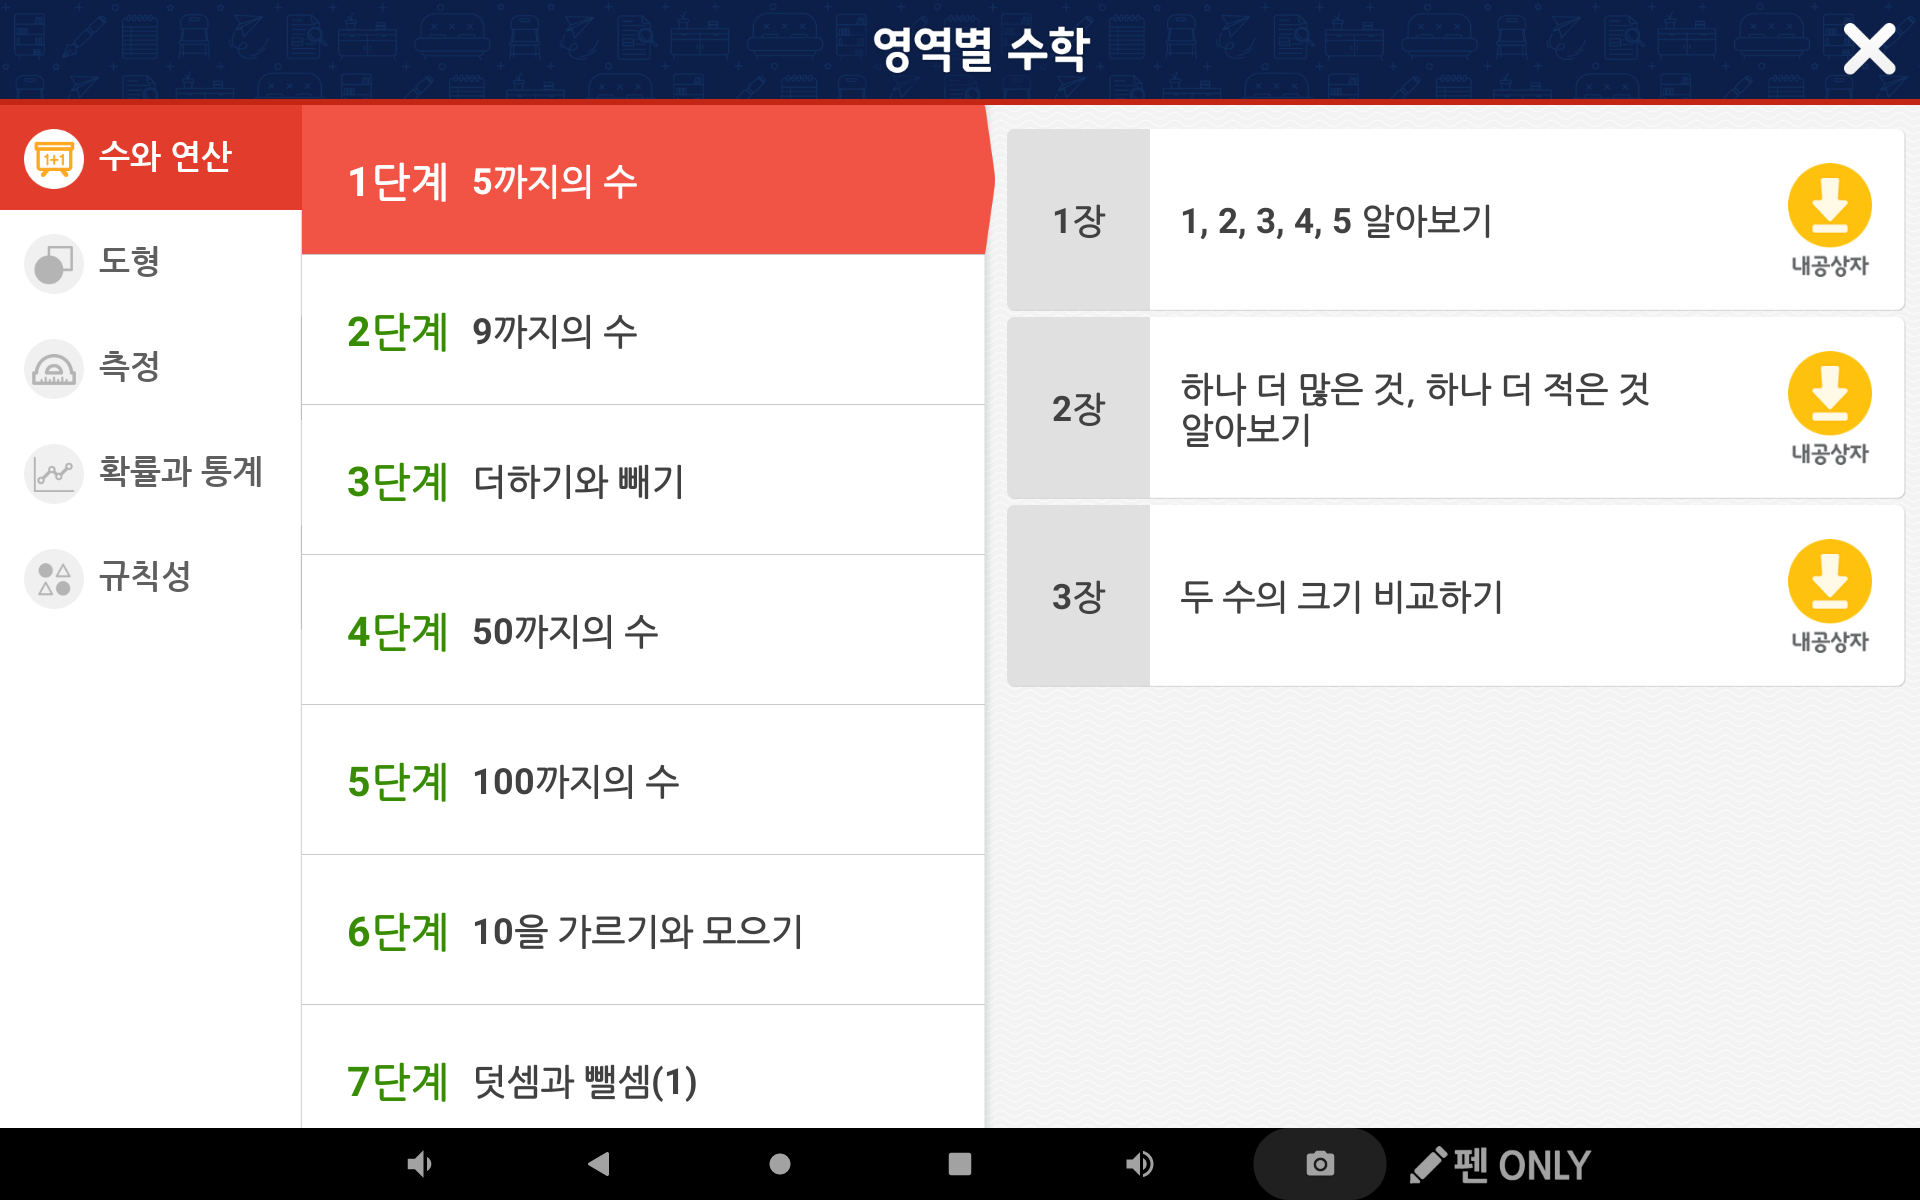 영역별 수학
1+1 수와 연산
도형
측정
확률과 통계
규칙성
1단계 5까지의 수
2단계 9까지의 수
3단계 더하기와 빼기
4단계 50까지의 수
5단계 100까지의 수
6단계 10을 가르기와 모으기
7단계 덧셈과 뺄셈(1)
1장 1, 2, 3, 4, 5 알아보기
내공상자
2장 하나 더 많은 것, 하나 더 적은 것
알아보기
내공상자
3장 두 수의 크기 비교하기
내공상자
펜 ONLY